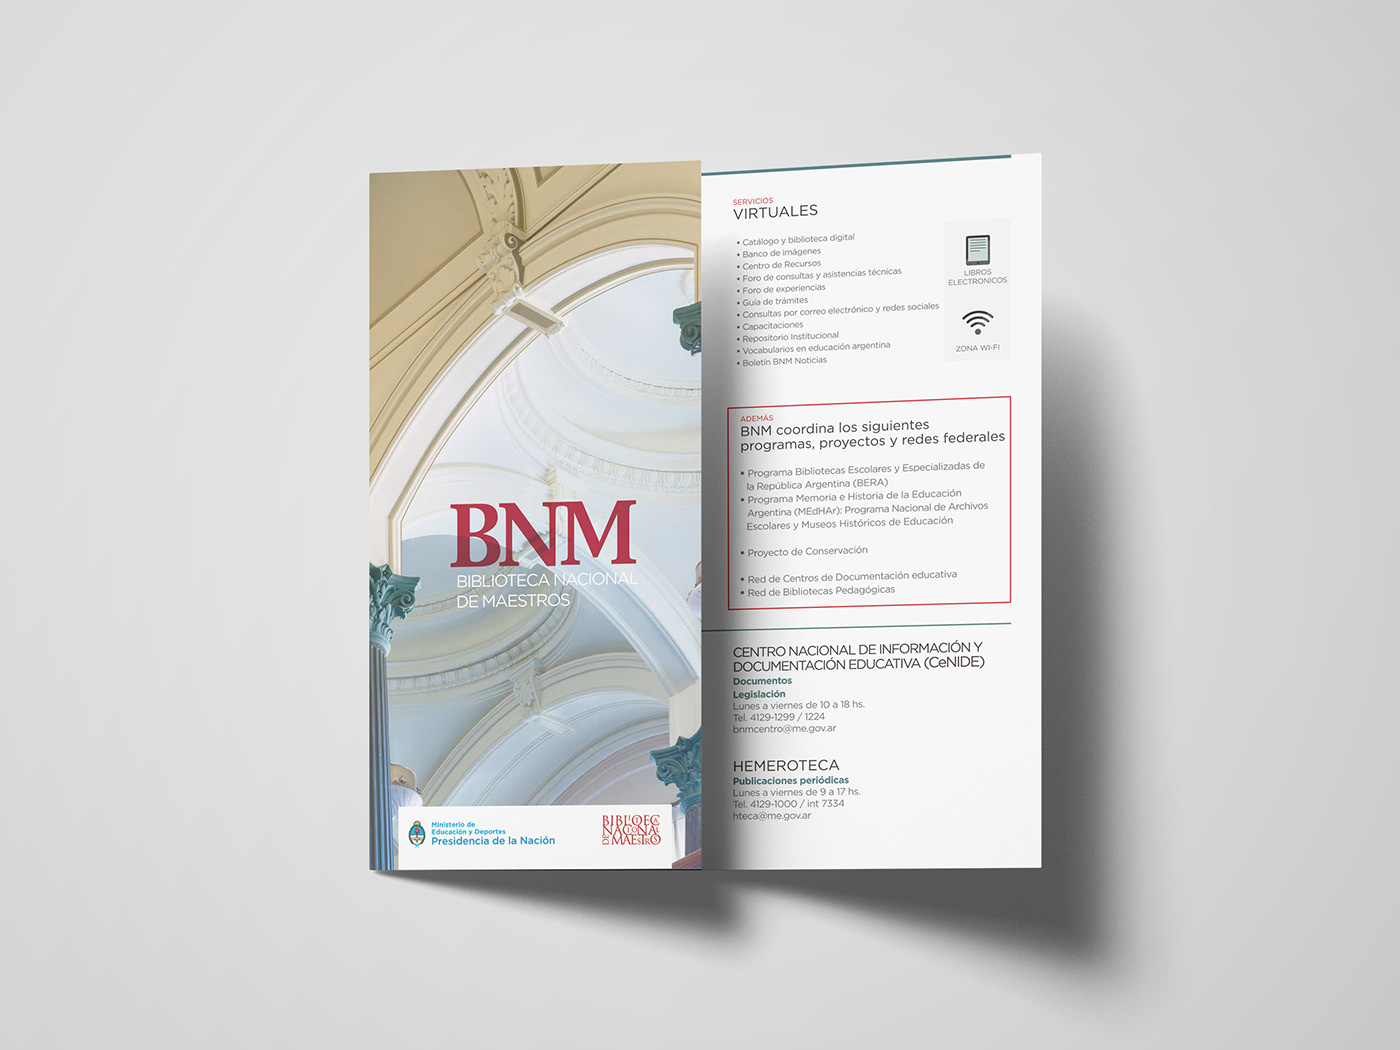 BNM
BIBLIOTECA NACIONAL
DE MAESTROS
Ministerio de
Educación y Deportes
Presidencia de la Nación
BIBLIOTECA
NACIONAL
DE MAESTROS
SERVICIOS
VIRTUALES
• Catálogo y biblioteca digital
• Banco de imágenes
• Centro de Recursos
• Foro de consultas y asistencias técnicas
• Foro de experiencias
• Guía de trámites
• Consultas por correo electrónico y redes sociales
• Capacitaciones
• Repositorio Institucional
• Vocabularios en educación argentina
• Boletín BNM Noticias
LIBROS
ELECTRONICOS
ZONA WI-FI
ADEMÁS
BNM coordina los siguientes
programas, proyectos y redes federales
• Programa Bibliotecas Escolares y Especializadas de
la República Argentina (BERA)
• Programa Memoria e Historia de la Educación
Argentina (MEdHAr): Programa Nacional de Archivos
Escolares y Museos Históricos de Educación
• Proyecto de Conservación
• Red de Centros de Documentación educativa
• Red de Bibliotecas Pedagógicas
CENTRO NACIONAL DE INFORMACIÓN Y
DOCUMENTACIÓN EDUCATIVA (CeNIDE)
Documentos
Legislación
Lunes a viernes de 10 a 18 hs.
Tel. 4129-1299 / 1224
bnmcentro@me.gov.ar
HEMEROTECA
Publicaciones periódicas
Lunes a viernes de 9 a 17 hs.
Tel. 4129-1000 / int 7334
hteca@me.gov.ar